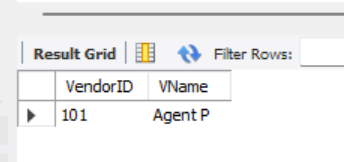 Result Grid Filter Rows:
VendorID VName
101 Agent P